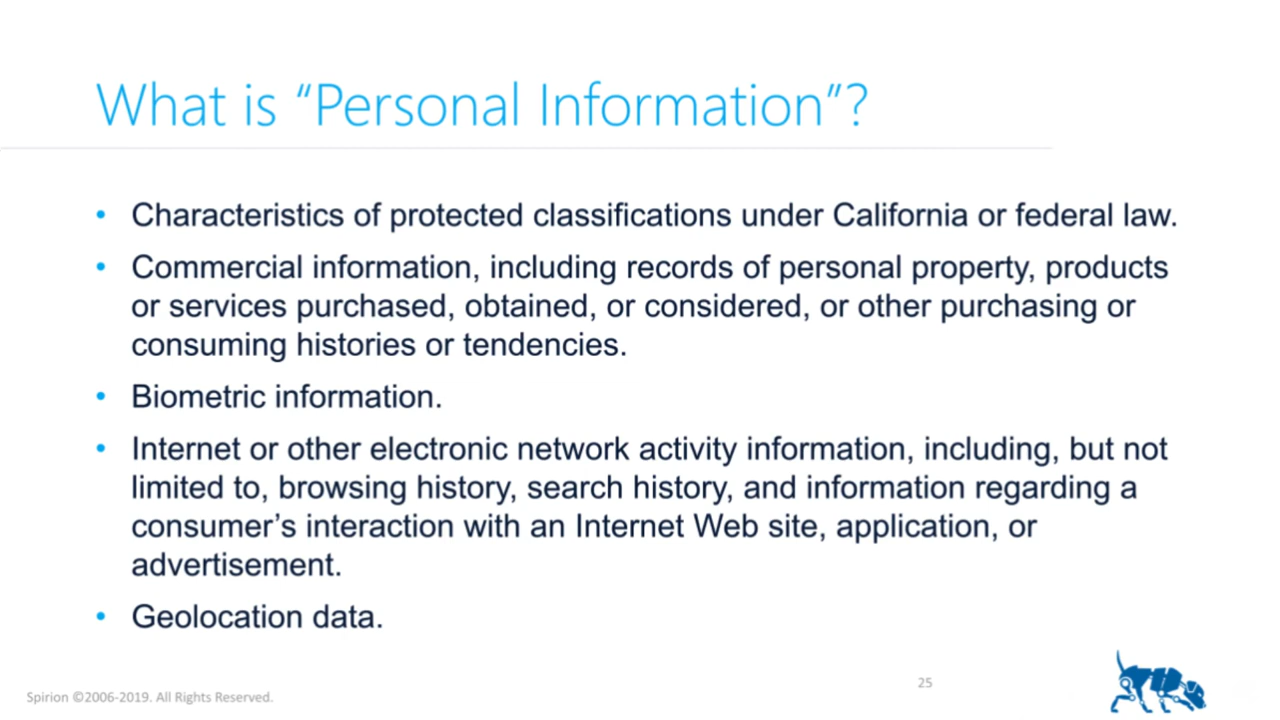 What is “Personal Information”?
• Characteristics of protected classifications under California or federal law.
• Commercial information, including records of personal property, products
or services purchased, obtained, or considered, or other purchasing or
consuming histories or tendencies.
• Biometric information.
• Internet or other electronic network activity information, including, but not
limited to, browsing history, search history, and information regarding a
consumer’s interaction with an Internet Web site, application, or
advertisement.
• Geolocation data.
25
Spirion ©2006-2019. All Rights Reserved.